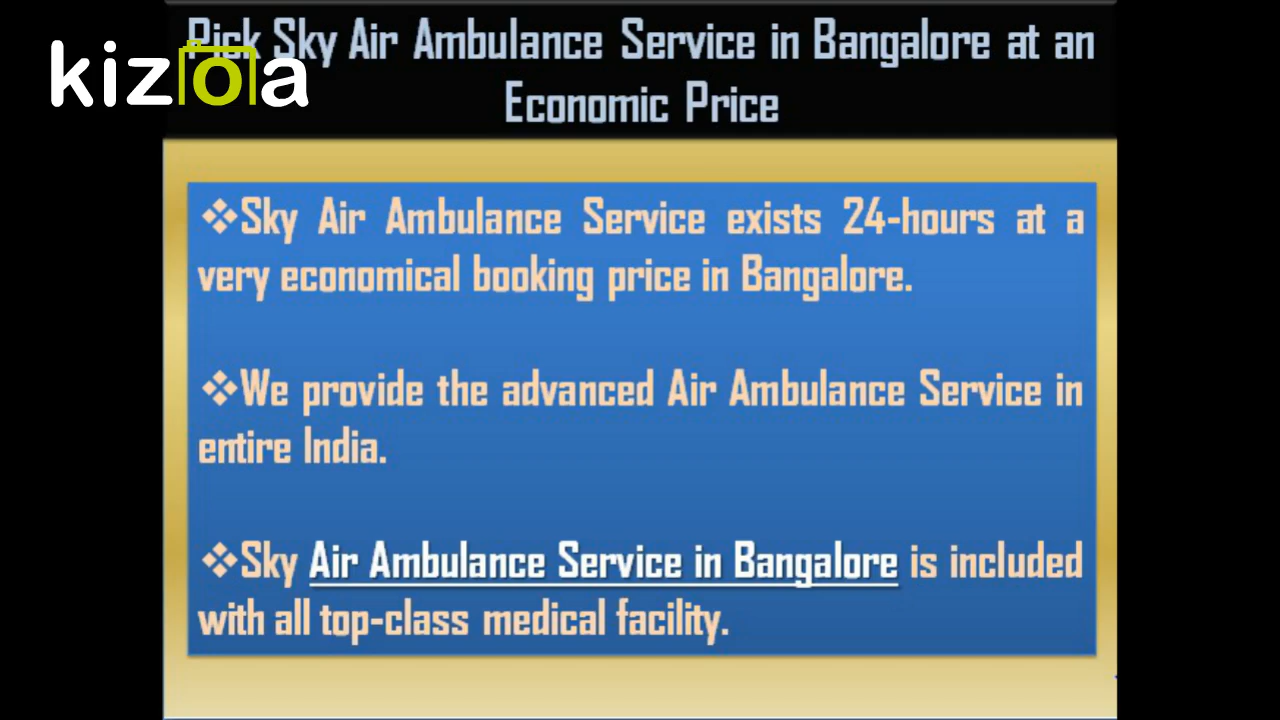 kizoa
Pick Sky Air Ambulance Service in Bangalore at an
Economic Price
❖Sky Air Ambulance Service exists 24-hours at a
very economical booking price in Bangalore.
❖We provide the advanced Air Ambulance Service in
entire India.
❖Sky Air Ambulance Service in Bangalore is included
with all top-class medical facility.